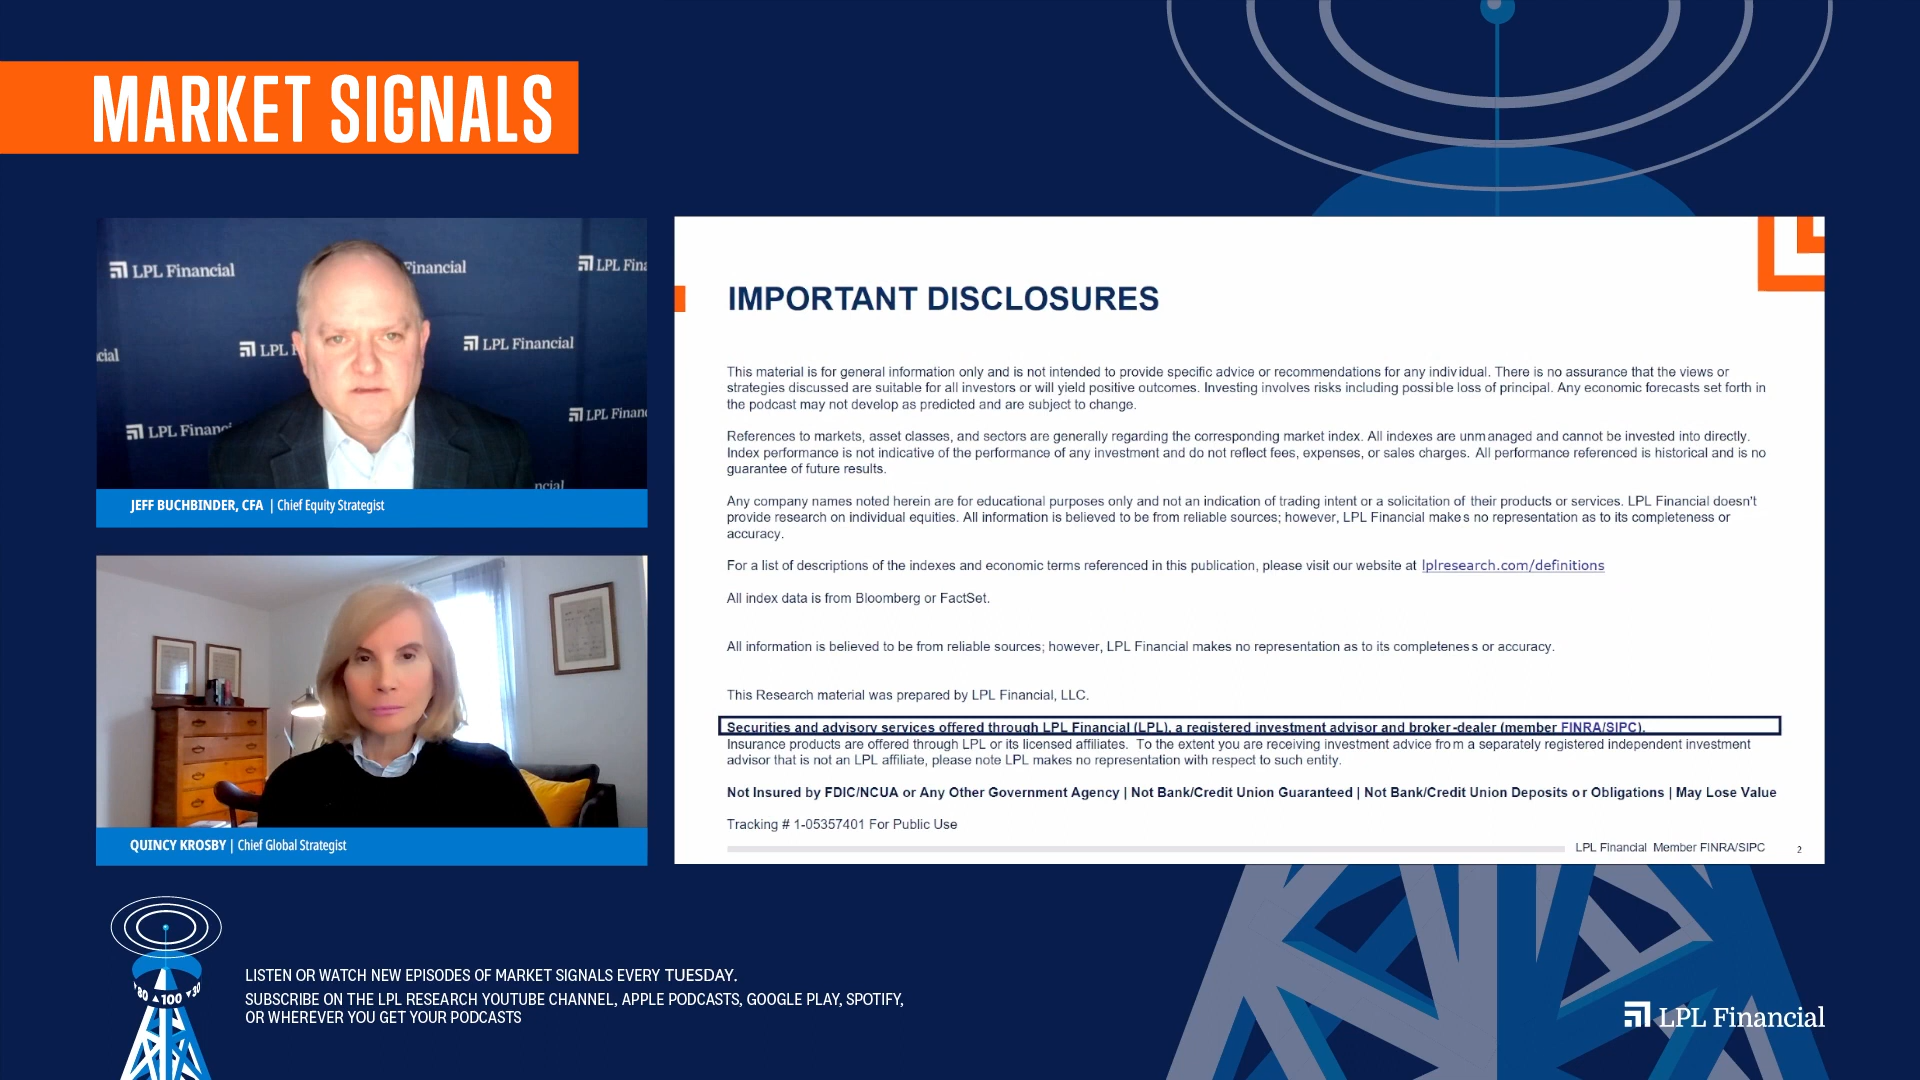 MARKET SIGNALS
LPL Financial
Financial
LPL Fin
cial
LPL F
LPL Financial
LPL Financ
LPL Financ
ncial
JEFF BUCHBINDER, CFA | Chief Equity Strategist
QUINCY KROSBY | Chief Global Strategist
IMPORTANT DISCLOSURES
This material is for general information only and is not intended to provide specific advice or recommendations for any individual. There is no assurance that the views or
strategies discussed are suitable for all investors or will yield positive outcomes. Investing involves risks including possible loss of principal. Any economic forecasts set forth in
the podcast may not develop as predicted and are subject to change.
References to markets, asset classes, and sectors are generally regarding the corresponding market index. All indexes are unmanaged and cannot be invested into directly.
Index performance is not indicative of the performance of any investment and do not reflect fees, expenses, or sales charges. All performance referenced is historical and is no
guarantee of future results.
Any company names noted herein are for educational purposes only and not an indication of trading intent or a solicitation of their products or services. LPL Financial doesn't
provide research on individual equities. All information is believed to be from reliable sources; however, LPL Financial makes no representation as to its completeness or
accuracy.
For a list of descriptions of the indexes and economic terms referenced in this publication, please visit our website at lplresearch.com/definitions
All index data is from Bloomberg or FactSet.
All information is believed to be from reliable sources; however, LPL Financial makes no representation as to its completeness or accuracy.
This Research material was prepared by LPL Financial, LLC.
Securities and advisory services offered through LPL Financial (LPL), a registered investment advisor and broker-dealer (member FINRA/SIPC).
Insurance products are offered through LPL or its licensed affiliates. To the extent you are receiving investment advice from a separately registered independent investment
advisor that is not an LPL affiliate, please note LPL makes no representation with respect to such entity.
Not Insured by FDIC/NCUA or Any Other Government Agency | Not Bank/Credit Union Guaranteed | Not Bank/Credit Union Deposits or Obligations | May Lose Value
Tracking # 1-05357401 For Public Use
LPL Financial Member FINRA/SIPC 2
80 ▲ 100 ▼ 30
LISTEN OR WATCH NEW EPISODES OF MARKET SIGNALS EVERY TUESDAY.
SUBSCRIBE ON THE LPL RESEARCH YOUTUBE CHANNEL, APPLE PODCASTS, GOOGLE PLAY, SPOTIFY,
OR WHEREVER YOU GET YOUR PODCASTS
LPL Financial